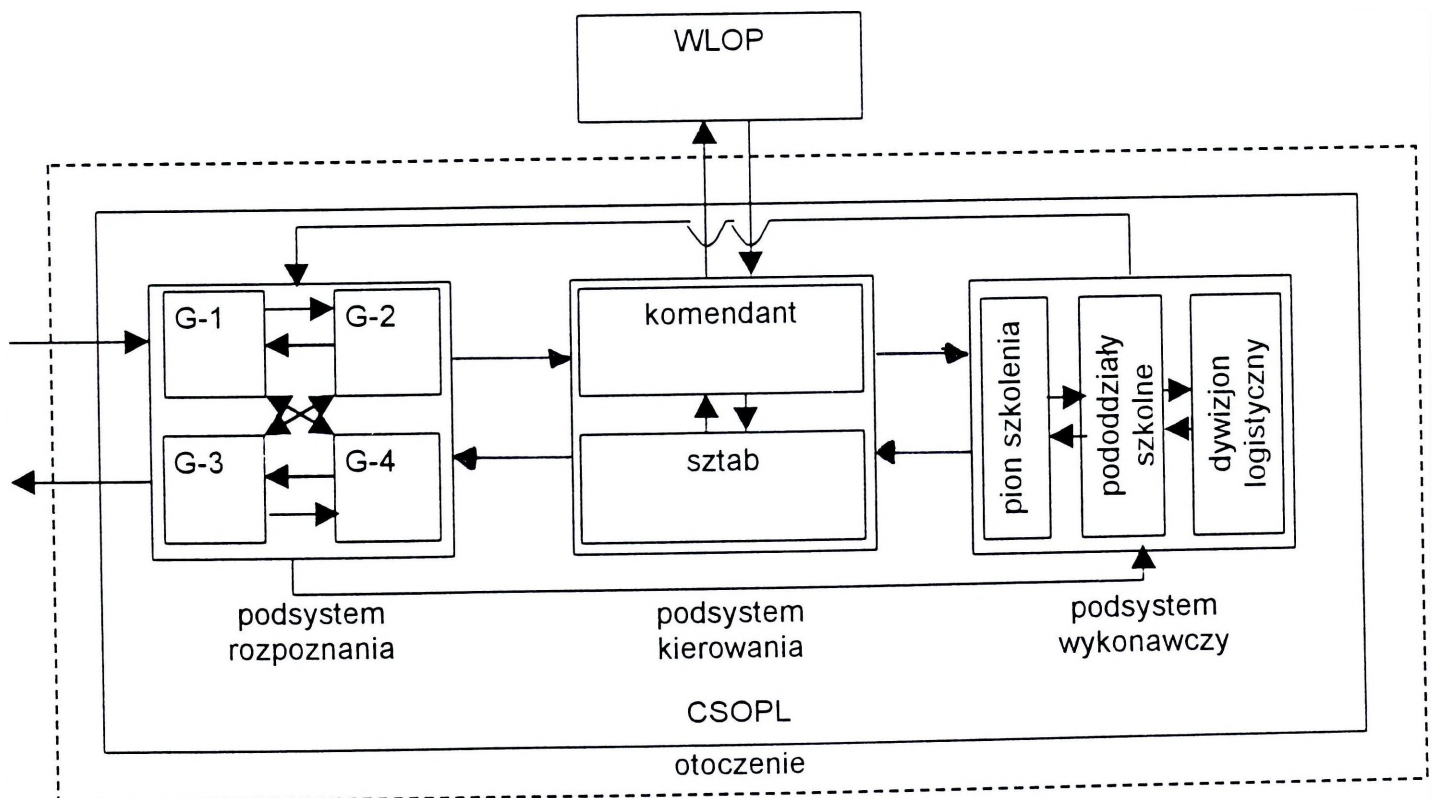 WLOP
G-1
G-2
G-3
G-4
komendant
sztab
pion szkolenia
pododdziały
szkolne
dywizjon
logistyczny
podsystem
rozpoznania
podsystem
kierowania
podsystem
wykonawczy
CSOPL
otoczenie